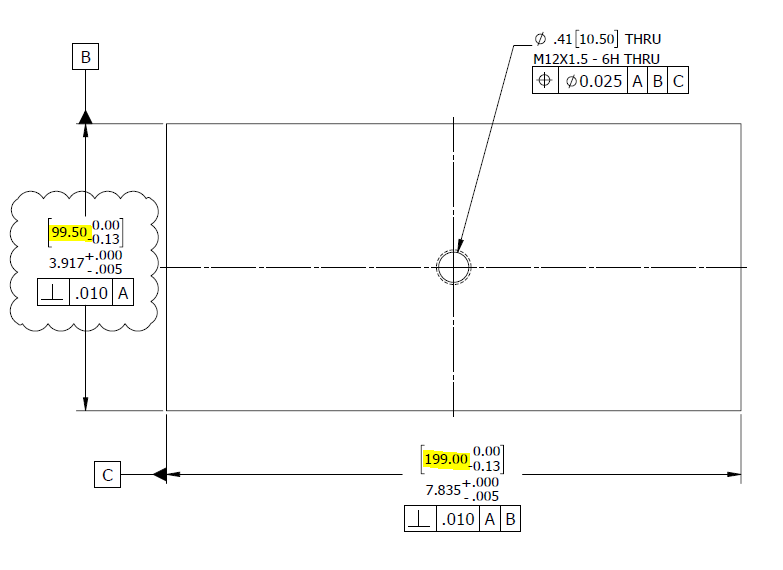 ⌀ .41[10.50] THRU
M12X1.5 - 6H THRU
⌖ ⌀0.025 A B C
B
[99.50 0.00 -0.13]
3.917 +.000 -.005
⟂ .010 A
C
[199.00 0.00 -0.13]
7.835 +.000 -.005
⟂ .010 A B